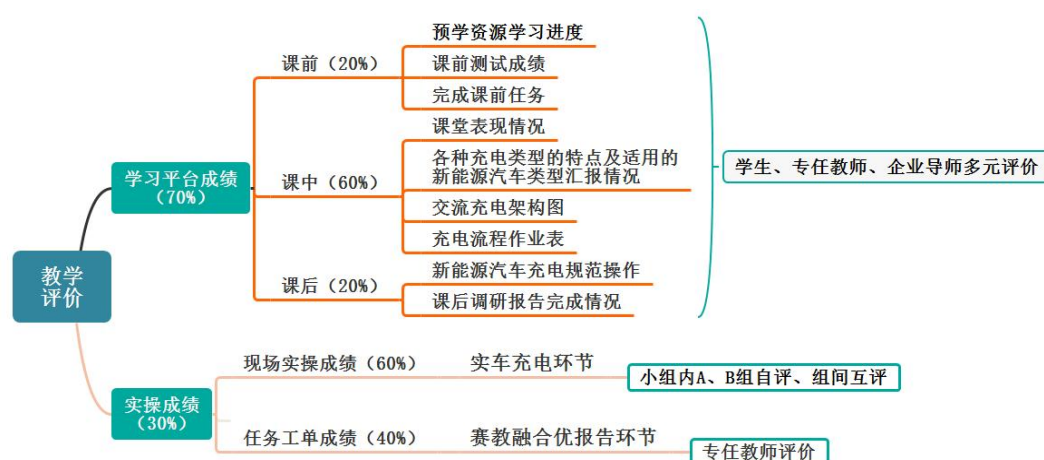 教学
评价
学习平台成绩
（70%）
课前（20%）
预学资源学习进度
课前测试成绩
完成课前任务
课中（60%）
课堂表现情况
各种充电类型的特点及适用的
新能源汽车类型汇报情况
交流充电架构图
充电流程作业表
课后（20%）
新能源汽车充电规范操作
课后调研报告完成情况
学生、专任教师、企业导师多元评价
实操成绩
（30%）
现场实操成绩（60%）
实车充电环节
小组内A、B组自评、组间互评
任务工单成绩（40%）
赛教融合优报告环节
专任教师评价